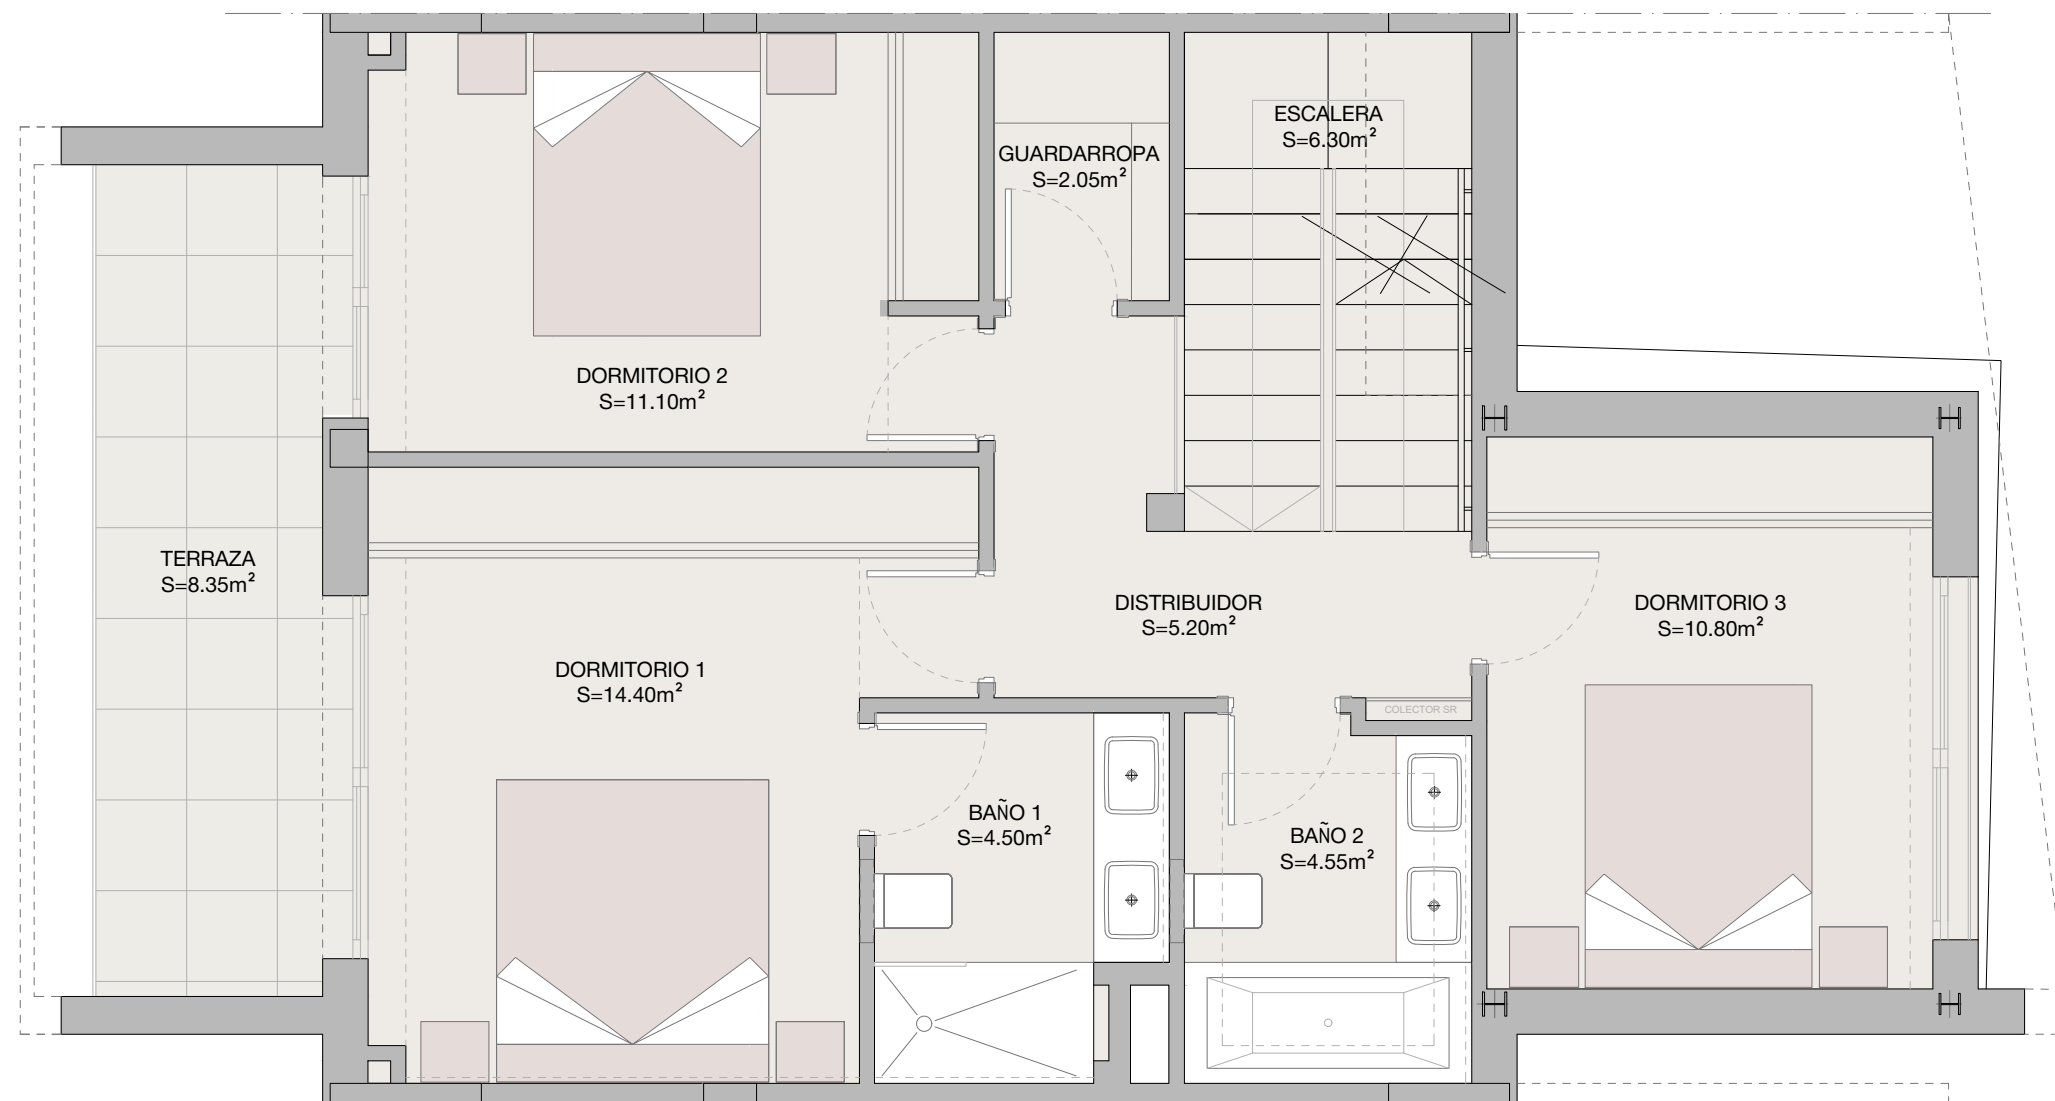 ESCALERA
S=6.30m²
GUARDARROPA
S=2.05m²
DORMITORIO 2
S=11.10m²
TERRAZA
S=8.35m²
DISTRIBUIDOR
S=5.20m²
DORMITORIO 3
S=10.80m²
DORMITORIO 1
S=14.40m²
COLECTOR SR
BAÑO 1
S=4.50m²
BAÑO 2
S=4.55m²